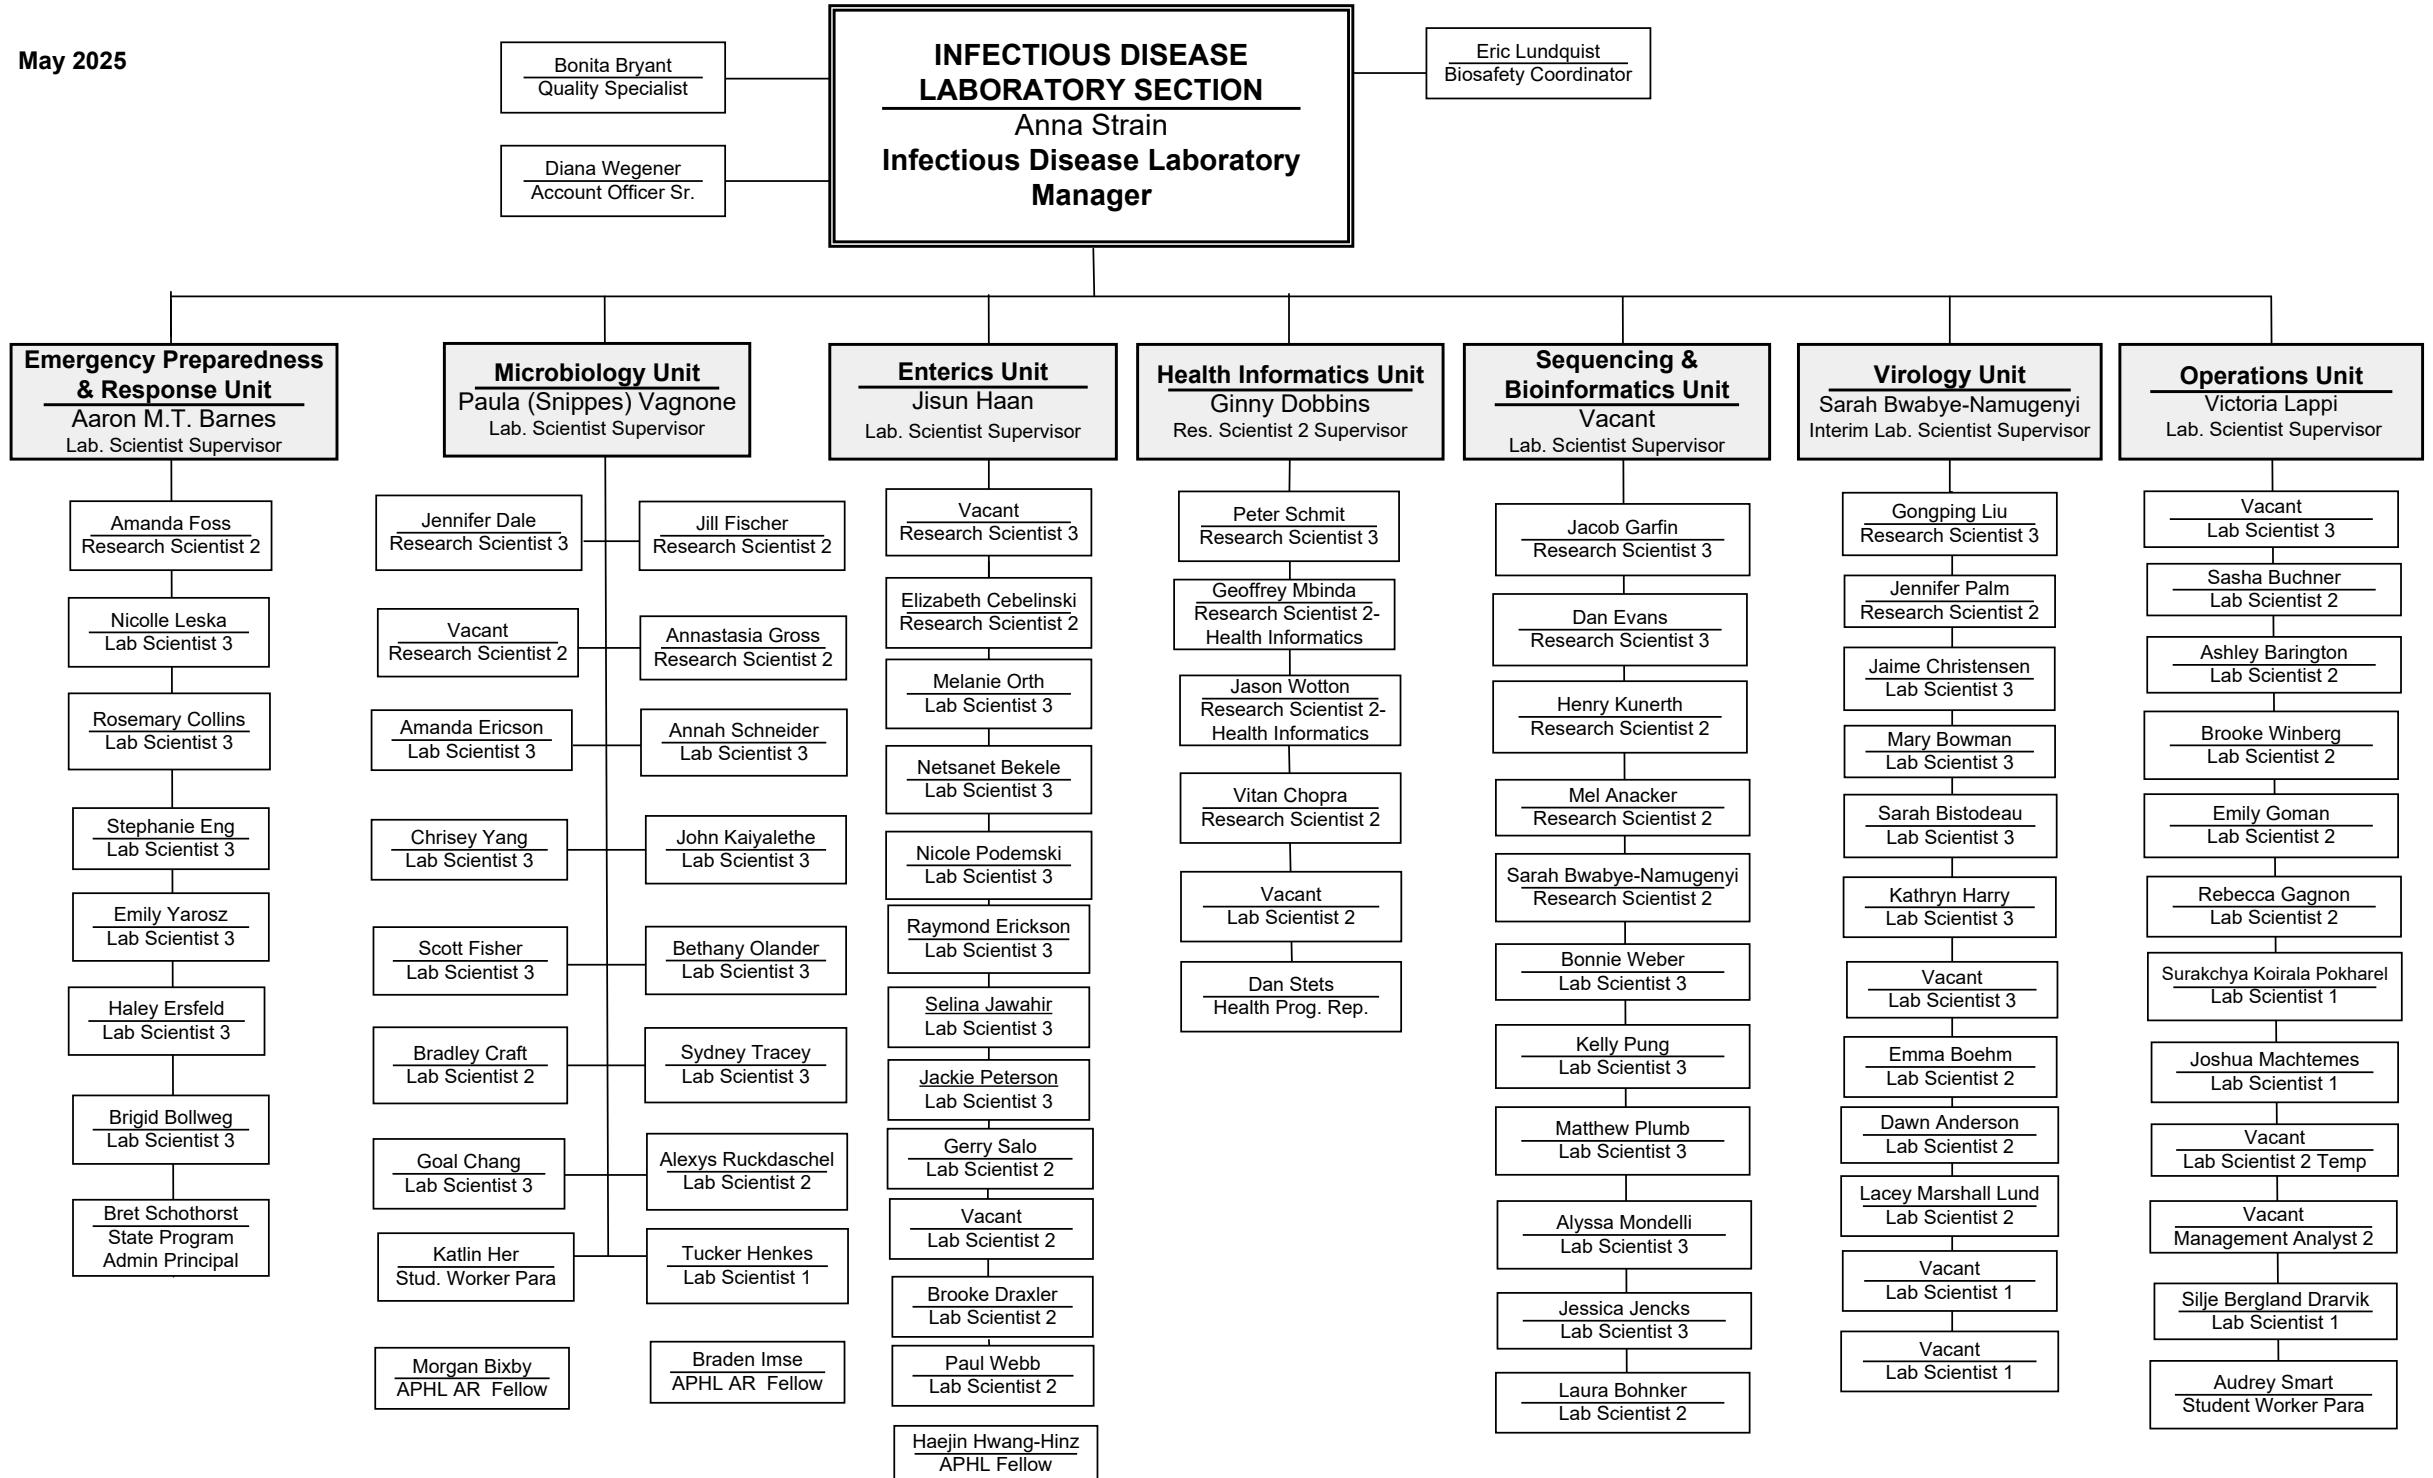 May 2025
Bonita Bryant
Quality Specialist
Diana Wegener
Account Officer Sr.
INFECTIOUS DISEASE
LABORATORY SECTION
Anna Strain
Infectious Disease Laboratory
Manager
Eric Lundquist
Biosafety Coordinator
Emergency Preparedness
& Response Unit
Aaron M.T. Barnes
Lab. Scientist Supervisor
Amanda Foss
Research Scientist 2
Nicolle Leska
Lab Scientist 3
Rosemary Collins
Lab Scientist 3
Stephanie Eng
Lab Scientist 3
Emily Yarosz
Lab Scientist 3
Haley Ersfeld
Lab Scientist 3
Brigid Bollweg
Lab Scientist 3
Bret Schothorst
State Program
Admin Principal
Microbiology Unit
Paula (Snippes) Vagnone
Lab. Scientist Supervisor
Jennifer Dale
Research Scientist 3
Jill Fischer
Research Scientist 2
Vacant
Research Scientist 2
Annastasia Gross
Research Scientist 2
Amanda Ericson
Lab Scientist 3
Annah Schneider
Lab Scientist 3
Chrisey Yang
Lab Scientist 3
John Kaiyalethe
Lab Scientist 3
Scott Fisher
Lab Scientist 3
Bethany Olander
Lab Scientist 3
Bradley Craft
Lab Scientist 2
Sydney Tracey
Lab Scientist 3
Goal Chang
Lab Scientist 3
Alexys Ruckdaschel
Lab Scientist 2
Katlin Her
Stud. Worker Para
Tucker Henkes
Lab Scientist 1
Morgan Bixby
APHL AR  Fellow
Braden Imse
APHL AR  Fellow
Enterics Unit
Jisun Haan
Lab. Scientist Supervisor
Vacant
Research Scientist 3
Elizabeth Cebelinski
Research Scientist 2
Melanie Orth
Lab Scientist 3
Netsanet Bekele
Lab Scientist 3
Nicole Podemski
Lab Scientist 3
Raymond Erickson
Lab Scientist 3
Selina Jawahir
Lab Scientist 3
Jackie Peterson
Lab Scientist 3
Gerry Salo
Lab Scientist 2
Vacant
Lab Scientist 2
Brooke Draxler
Lab Scientist 2
Paul Webb
Lab Scientist 2
Haejin Hwang-Hinz
APHL Fellow
Health Informatics Unit
Ginny Dobbins
Res. Scientist 2 Supervisor
Peter Schmit
Research Scientist 3
Geoffrey Mbinda
Research Scientist 2-
Health Informatics
Jason Wotton
Research Scientist 2-
Health Informatics
Vitan Chopra
Research Scientist 2
Vacant
Lab Scientist 2
Dan Stets
Health Prog. Rep.
Sequencing &
Bioinformatics Unit
Vacant
Lab. Scientist Supervisor
Jacob Garfin
Research Scientist 3
Dan Evans
Research Scientist 3
Henry Kunerth
Research Scientist 2
Mel Anacker
Research Scientist 2
Sarah Bwabye-Namugenyi
Research Scientist 2
Bonnie Weber
Lab Scientist 3
Kelly Pung
Lab Scientist 3
Matthew Plumb
Lab Scientist 3
Alyssa Mondelli
Lab Scientist 3
Jessica Jencks
Lab Scientist 3
Laura Bohnker
Lab Scientist 2
Virology Unit
Sarah Bwabye-Namugenyi
Interim Lab. Scientist Supervisor
Gongping Liu
Research Scientist 3
Jennifer Palm
Research Scientist 2
Jaime Christensen
Lab Scientist 3
Mary Bowman
Lab Scientist 3
Sarah Bistodeau
Lab Scientist 3
Kathryn Harry
Lab Scientist 3
Vacant
Lab Scientist 3
Emma Boehm
Lab Scientist 2
Dawn Anderson
Lab Scientist 2
Lacey Marshall Lund
Lab Scientist 2
Vacant
Lab Scientist 1
Vacant
Lab Scientist 1
Operations Unit
Victoria Lappi
Lab. Scientist Supervisor
Vacant
Lab Scientist 3
Sasha Buchner
Lab Scientist 2
Ashley Barington
Lab Scientist 2
Brooke Winberg
Lab Scientist 2
Emily Goman
Lab Scientist 2
Rebecca Gagnon
Lab Scientist 2
Surakchya Koirala Pokharel
Lab Scientist 1
Joshua Machtemes
Lab Scientist 1
Vacant
Lab Scientist 2 Temp
Vacant
Management Analyst 2
Silje Bergland Drarvik
Lab Scientist 1
Audrey Smart
Student Worker Para